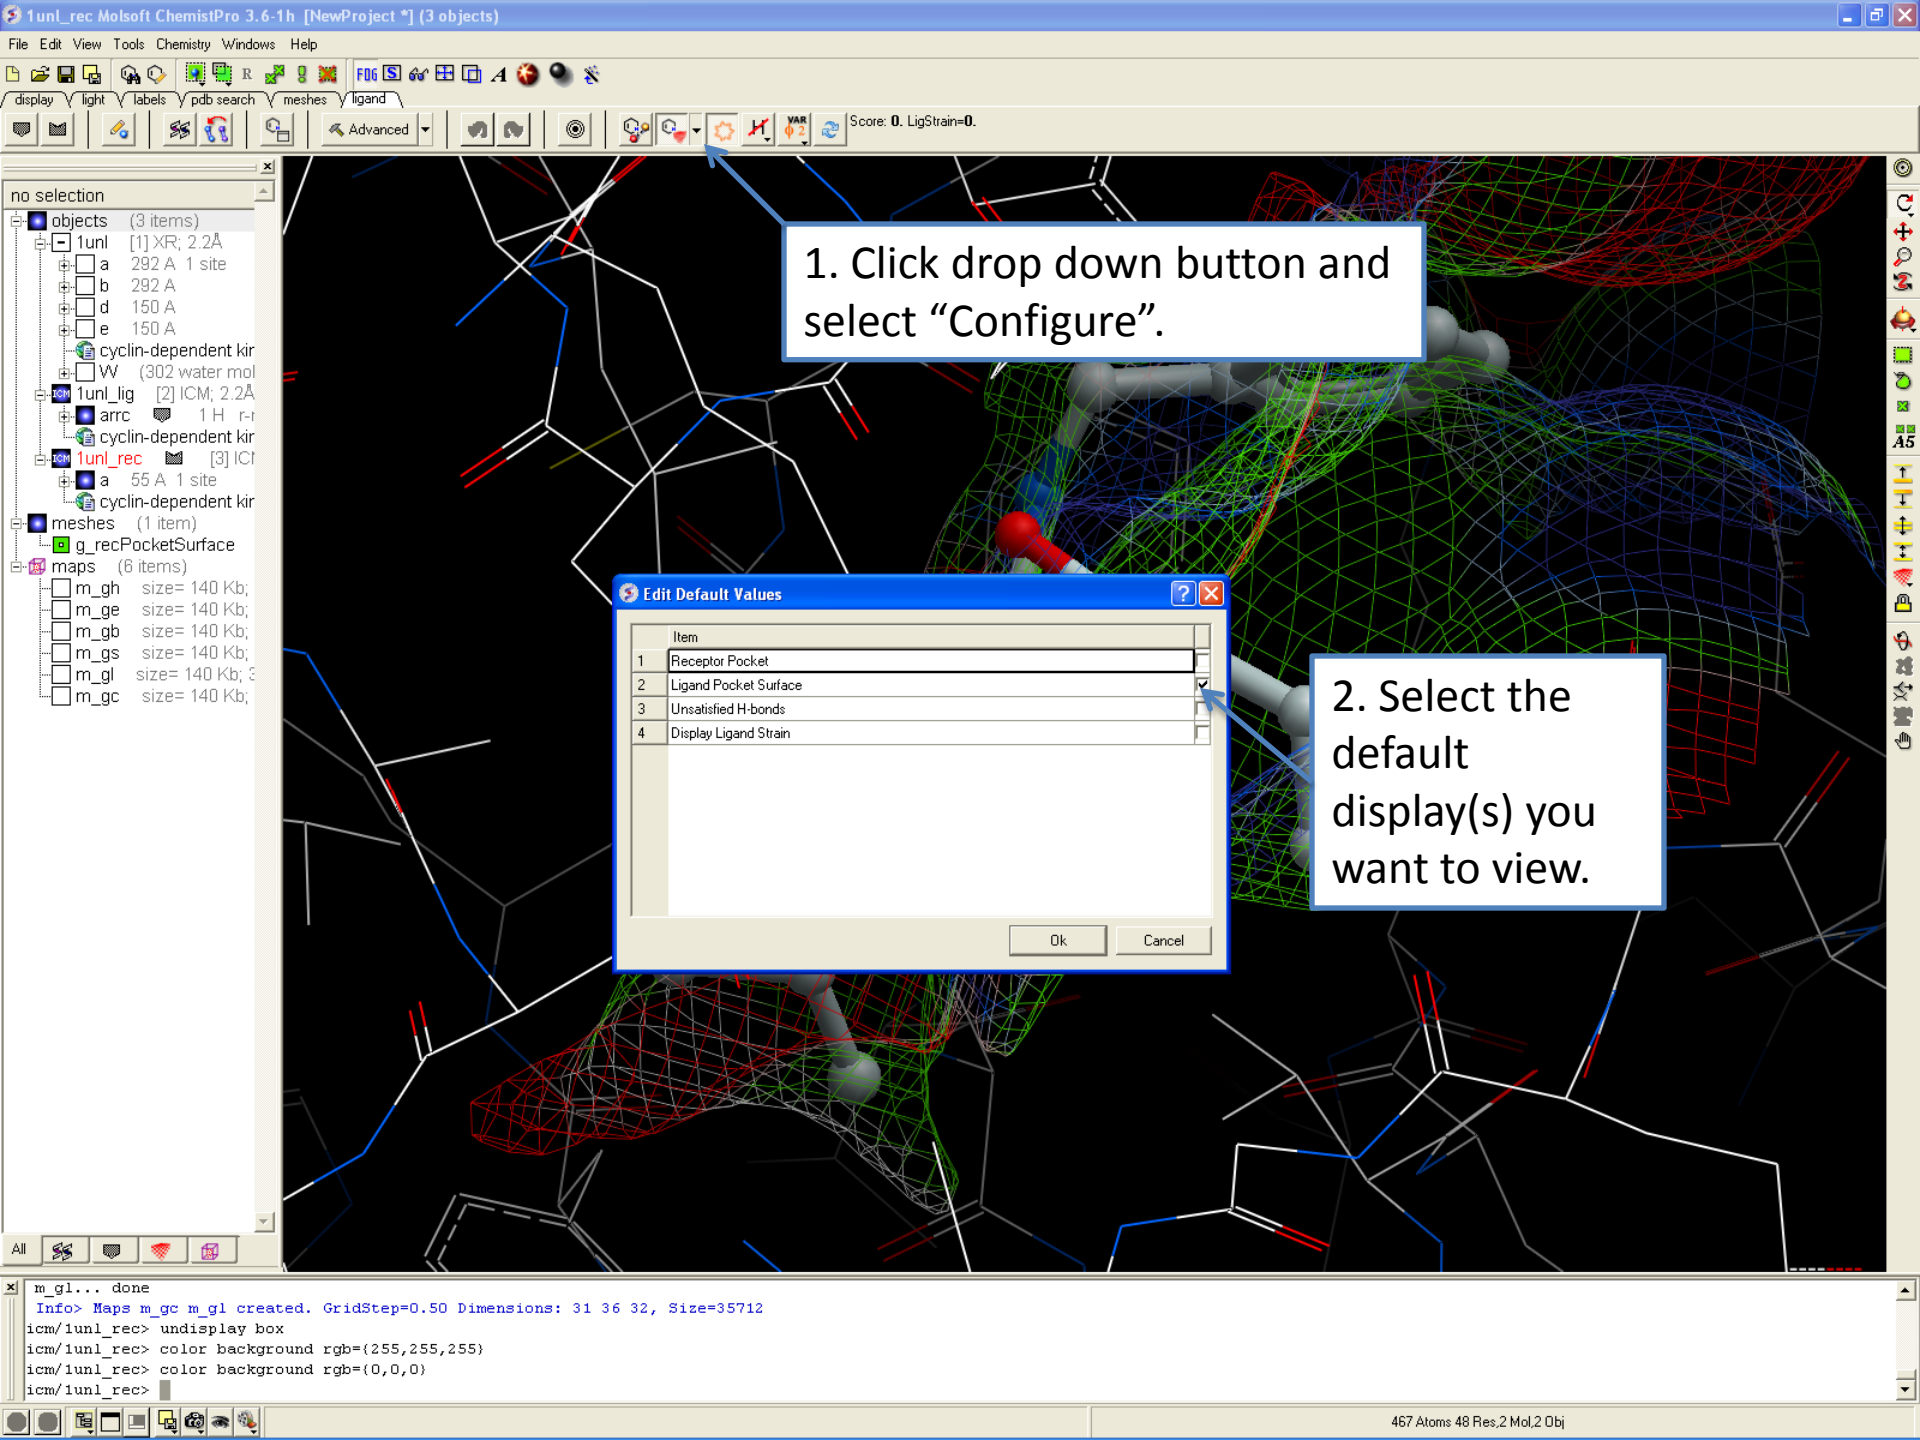 1unl_rec Molsoft ChemistPro 3.6-1h [NewProject *] (3 objects)
File Edit View Tools Chemistry Windows Help
R FOG S A
display light labels pdb search meshes ligand
Advanced VAR Score: 0. LigStrain=0.
no selection
objects (3 items)
1unl [1] XR; 2.2Å
a 292 A 1 site
b 292 A
d 150 A
e 150 A
cyclin-dependent kir
W (302 water mol
1unl_lig [2] ICM; 2.2Å
arrc 1 H r-r
cyclin-dependent kir
1unl_rec [3] ICM
a 55 A 1 site
cyclin-dependent kir
meshes (1 item)
g_recPocketSurface
maps (6 items)
m_gh size= 140 Kb;
m_ge size= 140 Kb;
m_gb size= 140 Kb;
m_gs size= 140 Kb;
m_gl size= 140 Kb; 3
m_gc size= 140 Kb;
All
1. Click drop down button and
select “Configure”.
Edit Default Values
Item
1 Receptor Pocket
2 Ligand Pocket Surface
3 Unsatisfied H-bonds
4 Display Ligand Strain
Ok Cancel
2. Select the
default
display(s) you
want to view.
A5
m_gl... done
Info> Maps m_gc m_gl created. GridStep=0.50 Dimensions: 31 36 32, Size=35712
icm/1unl_rec> undisplay box
icm/1unl_rec> color background rgb={255,255,255}
icm/1unl_rec> color background rgb={0,0,0}
icm/1unl_rec>
467 Atoms 48 Res,2 Mol,2 Obj